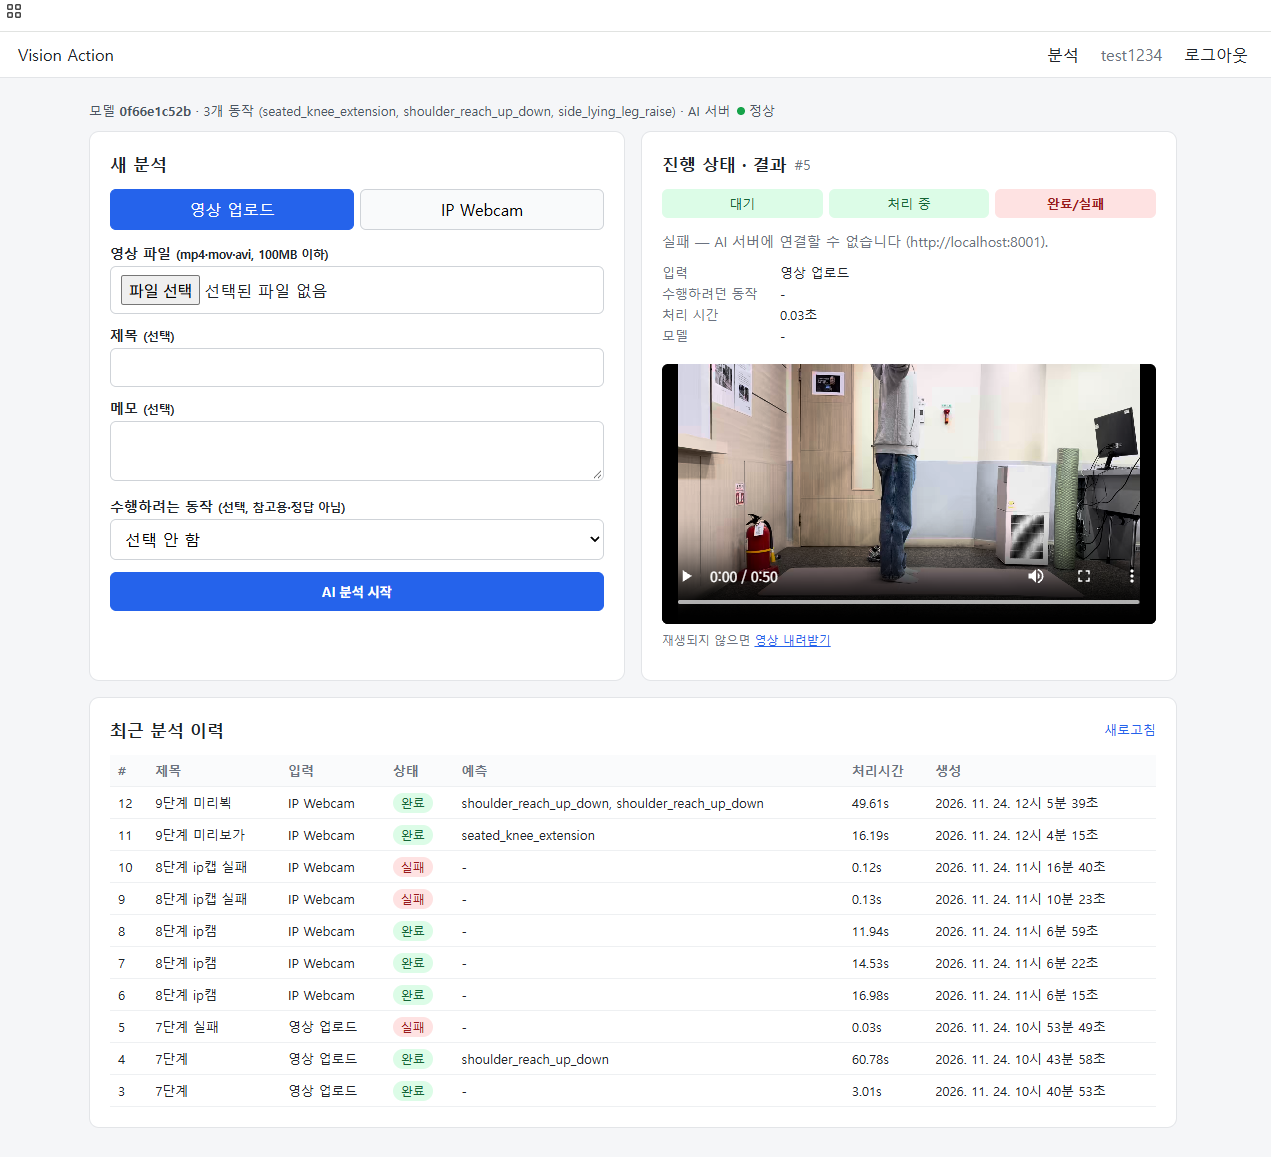 Vision Action
분석 test1234 로그아웃
모델 0f66e1c52b · 3개 동작 (seated_knee_extension, shoulder_reach_up_down, side_lying_leg_raise) · AI 서버 ● 정상
새 분석
영상 업로드 IP Webcam
영상 파일 (mp4·mov·avi, 100MB 이하)
파일 선택 선택된 파일 없음
제목 (선택)
메모 (선택)
수행하려는 동작 (선택, 참고용·정답 아님)
선택 안 함
AI 분석 시작
진행 상태 · 결과 #5
대기 처리 중 완료/실패
실패 — AI 서버에 연결할 수 없습니다 (http://localhost:8001).
입력 영상 업로드
수행하려던 동작 -
처리 시간 0.03초
모델 -
0:00 / 0:50
재생되지 않으면 영상 내려받기
최근 분석 이력 새로고침
# 제목 입력 상태 예측 처리시간 생성
12 9단계 미리뵉 IP Webcam 완료 shoulder_reach_up_down, shoulder_reach_up_down 49.61s 2026. 11. 24. 12시 5분 39초
11 9단계 미리보가 IP Webcam 완료 seated_knee_extension 16.19s 2026. 11. 24. 12시 4분 15초
10 8단계 ip캡 실패 IP Webcam 실패 - 0.12s 2026. 11. 24. 11시 16분 40초
9 8단계 ip캡 실패 IP Webcam 실패 - 0.13s 2026. 11. 24. 11시 10분 23초
8 8단계 ip캠 IP Webcam 완료 - 11.94s 2026. 11. 24. 11시 6분 59초
7 8단계 ip캠 IP Webcam 완료 - 14.53s 2026. 11. 24. 11시 6분 22초
6 8단계 ip캠 IP Webcam 완료 - 16.98s 2026. 11. 24. 11시 6분 15초
5 7단계 실패 영상 업로드 실패 - 0.03s 2026. 11. 24. 10시 53분 49초
4 7단계 영상 업로드 완료 shoulder_reach_up_down 60.78s 2026. 11. 24. 10시 43분 58초
3 7단계 영상 업로드 완료 - 3.01s 2026. 11. 24. 10시 40분 53초